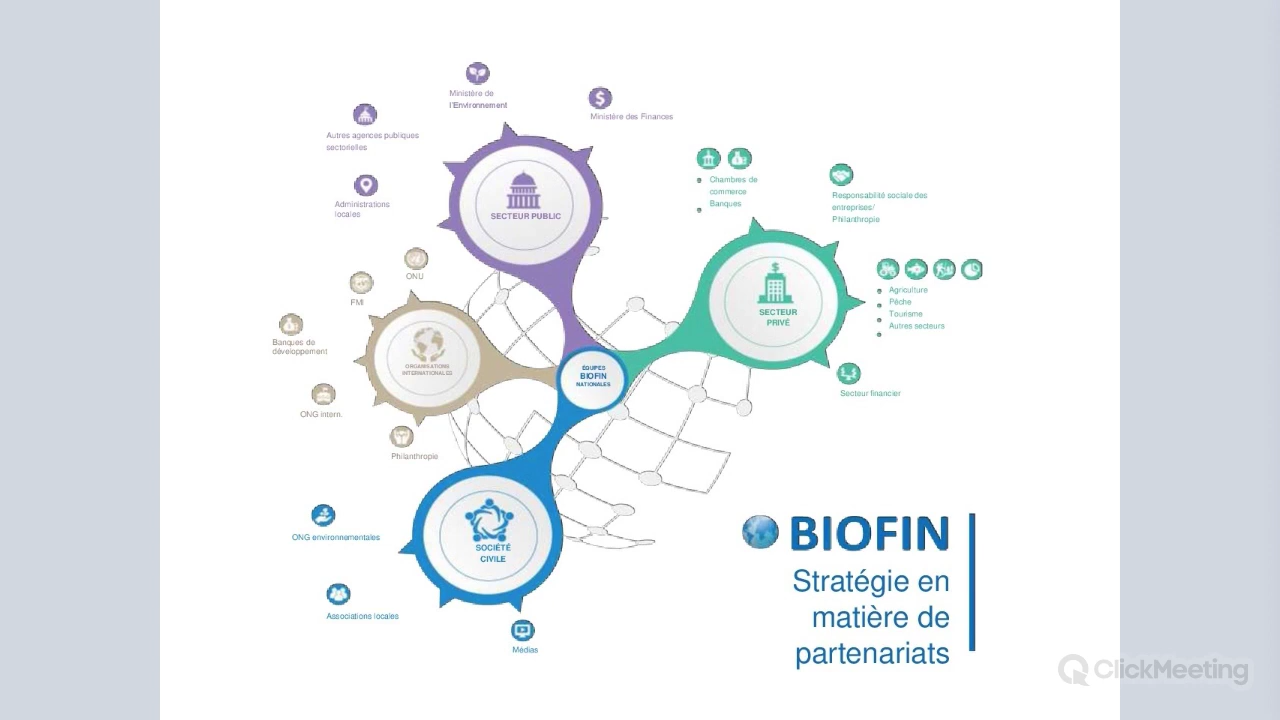 Ministère de
l'Environnement
Ministère des Finances
Autres agences publiques
sectorielles
Administrations
locales
SECTEUR PUBLIC
Chambres de
commerce
Banques
Responsabilité sociale des
entreprises/
Philanthropie
Agriculture
Pêche
Tourisme
Autres secteurs
SECTEUR
PRIVÉ
Secteur financier
ONU
FMI
Banques de
développement
ORGANISATIONS
INTERNATIONALES
ONG intern.
Philanthropie
ÉQUIPES
BIOFIN
NATIONALES
SOCIÉTÉ
CIVILE
ONG environnementales
Associations locales
Médias
BIOFIN
Stratégie en
matière de
partenariats
ClickMeeting